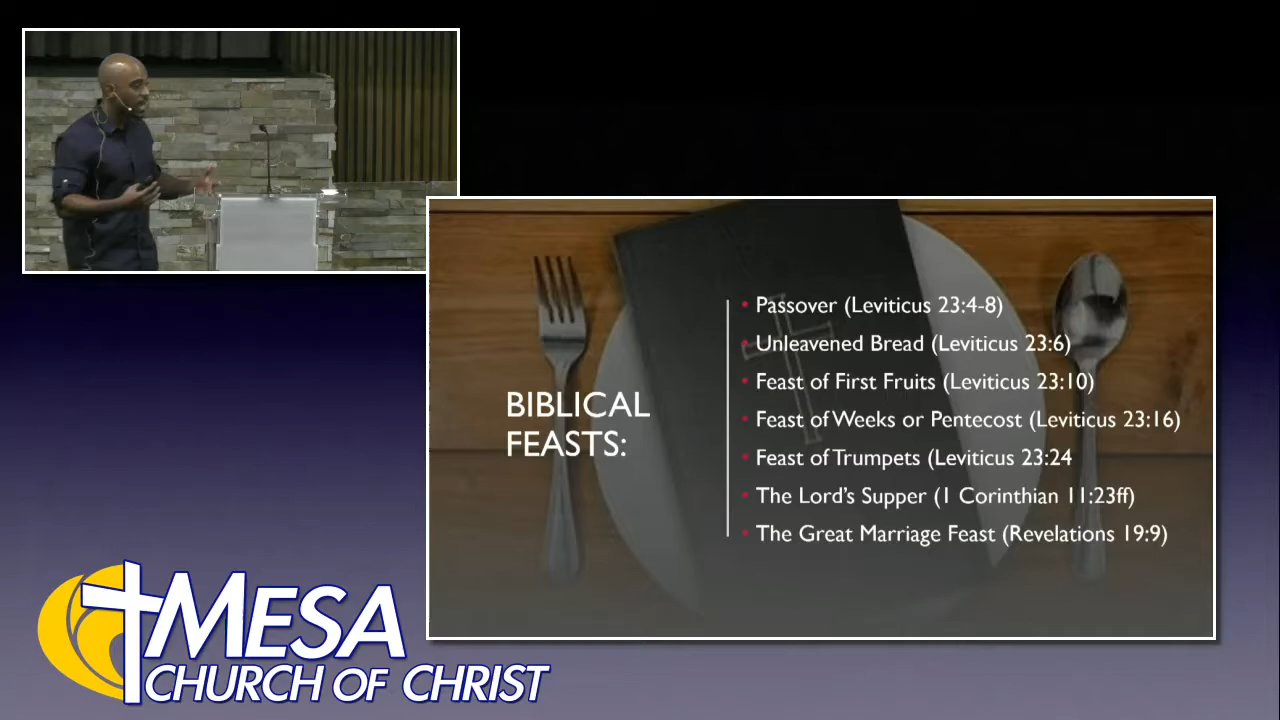 BIBLICAL
FEASTS:
• Passover (Leviticus 23:4-8)
• Unleavened Bread (Leviticus 23:6)
• Feast of First Fruits (Leviticus 23:10)
• Feast of Weeks or Pentecost (Leviticus 23:16)
• Feast of Trumpets (Leviticus 23:24
• The Lord's Supper (1 Corinthian 11:23ff)
• The Great Marriage Feast (Revelations 19:9)
MESA
CHURCH OF CHRIST